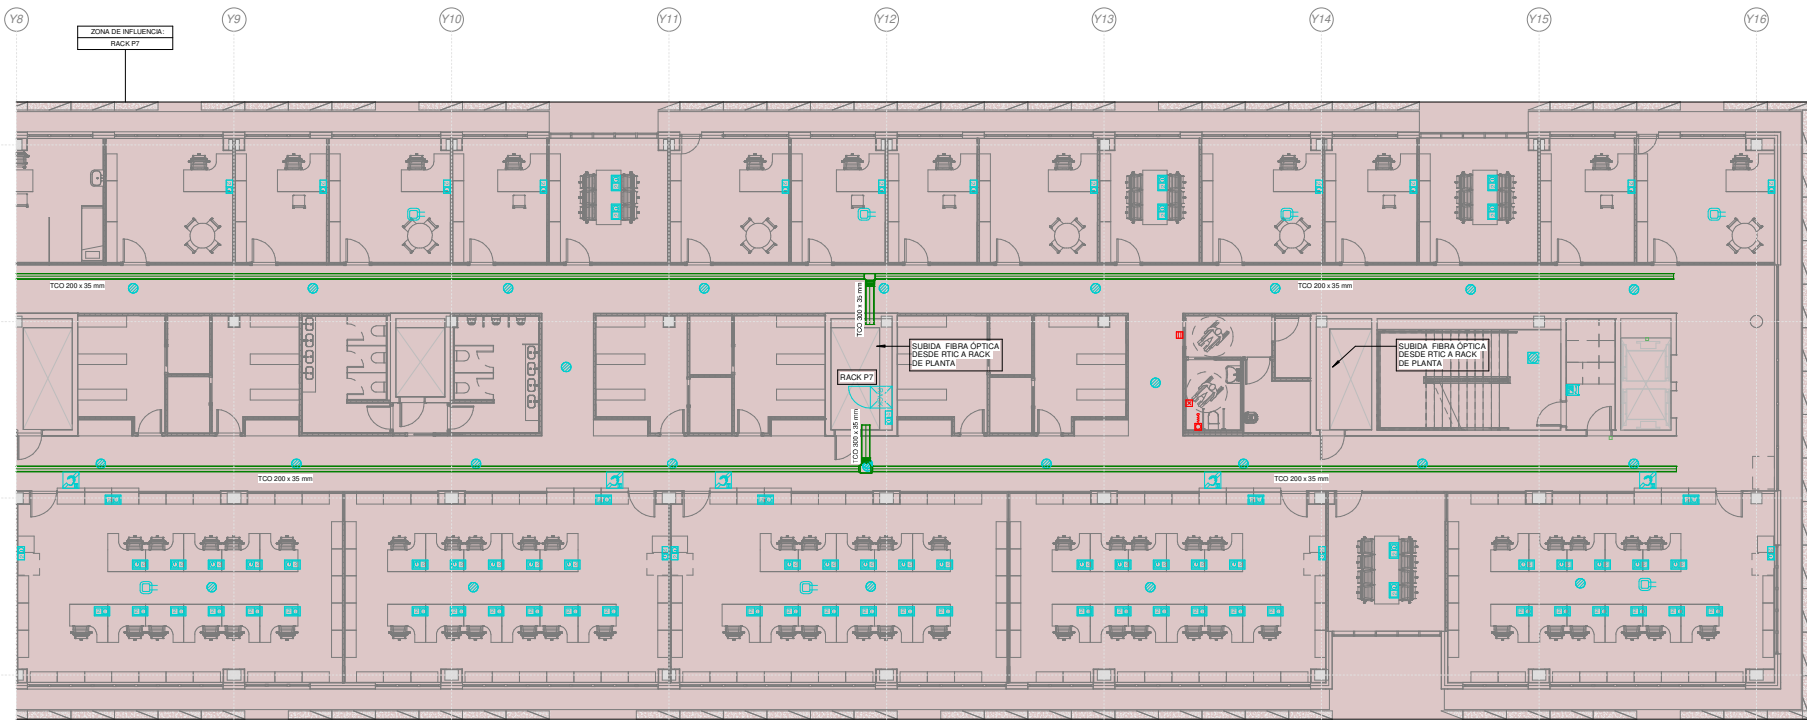 Y8
Y9
Y10
Y11
Y12
Y13
Y14
Y15
Y16
ZONA DE INFLUENCIA:
RACK P7
TCO 200 x 35 mm
TCO 300 x 35 mm
TCO 200 x 35 mm
SUBIDA FIBRA ÓPTICA
DESDE RTIC A RACK
DE PLANTA
SUBIDA FIBRA ÓPTICA
DESDE RTIC A RACK
DE PLANTA
RACK P7
TCO 300 x 35 mm
TCO 200 x 35 mm
TCO 200 x 35 mm